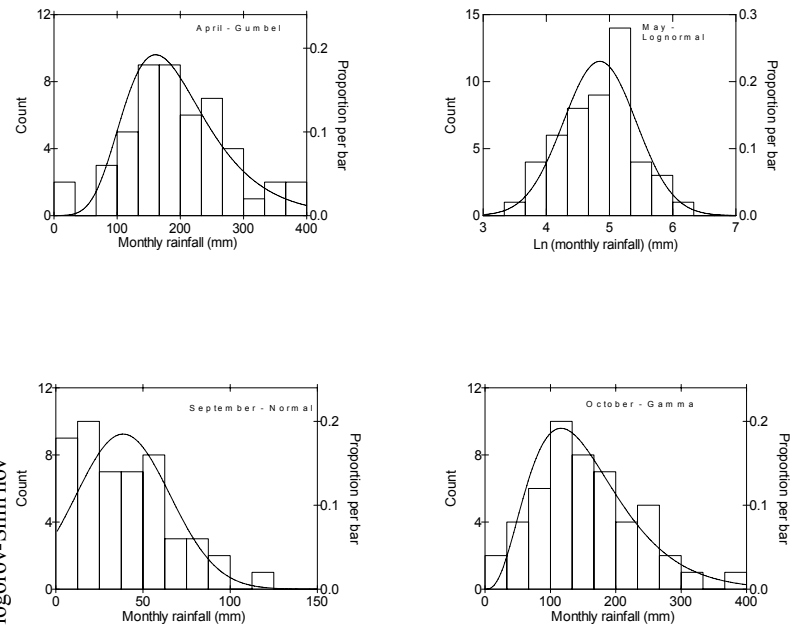 April - Gumbel
12
8
4
0
Count
0.2
0.1
0.0
Proportion per bar
0 100 200 300 400
Monthly rainfall (mm)
May -
Lognormal
15
10
5
0
Count
0.3
0.2
0.1
0.0
Proportion per bar
3 4 5 6 7
Ln (monthly rainfall) (mm)
September - Normal
12
8
4
0
Count
0.2
0.1
0.0
Proportion per bar
0 50 100 150
Monthly rainfall (mm)
October - Gamma
12
8
4
0
Count
0.2
0.1
0.0
Proportion per bar
0 100 200 300 400
Monthly rainfall (mm)